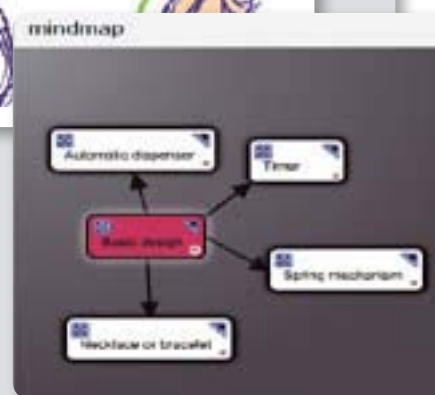 mindmap
Automatic dispenser
Timer
Basic design
Spring mechanism
Necklace or bracelet